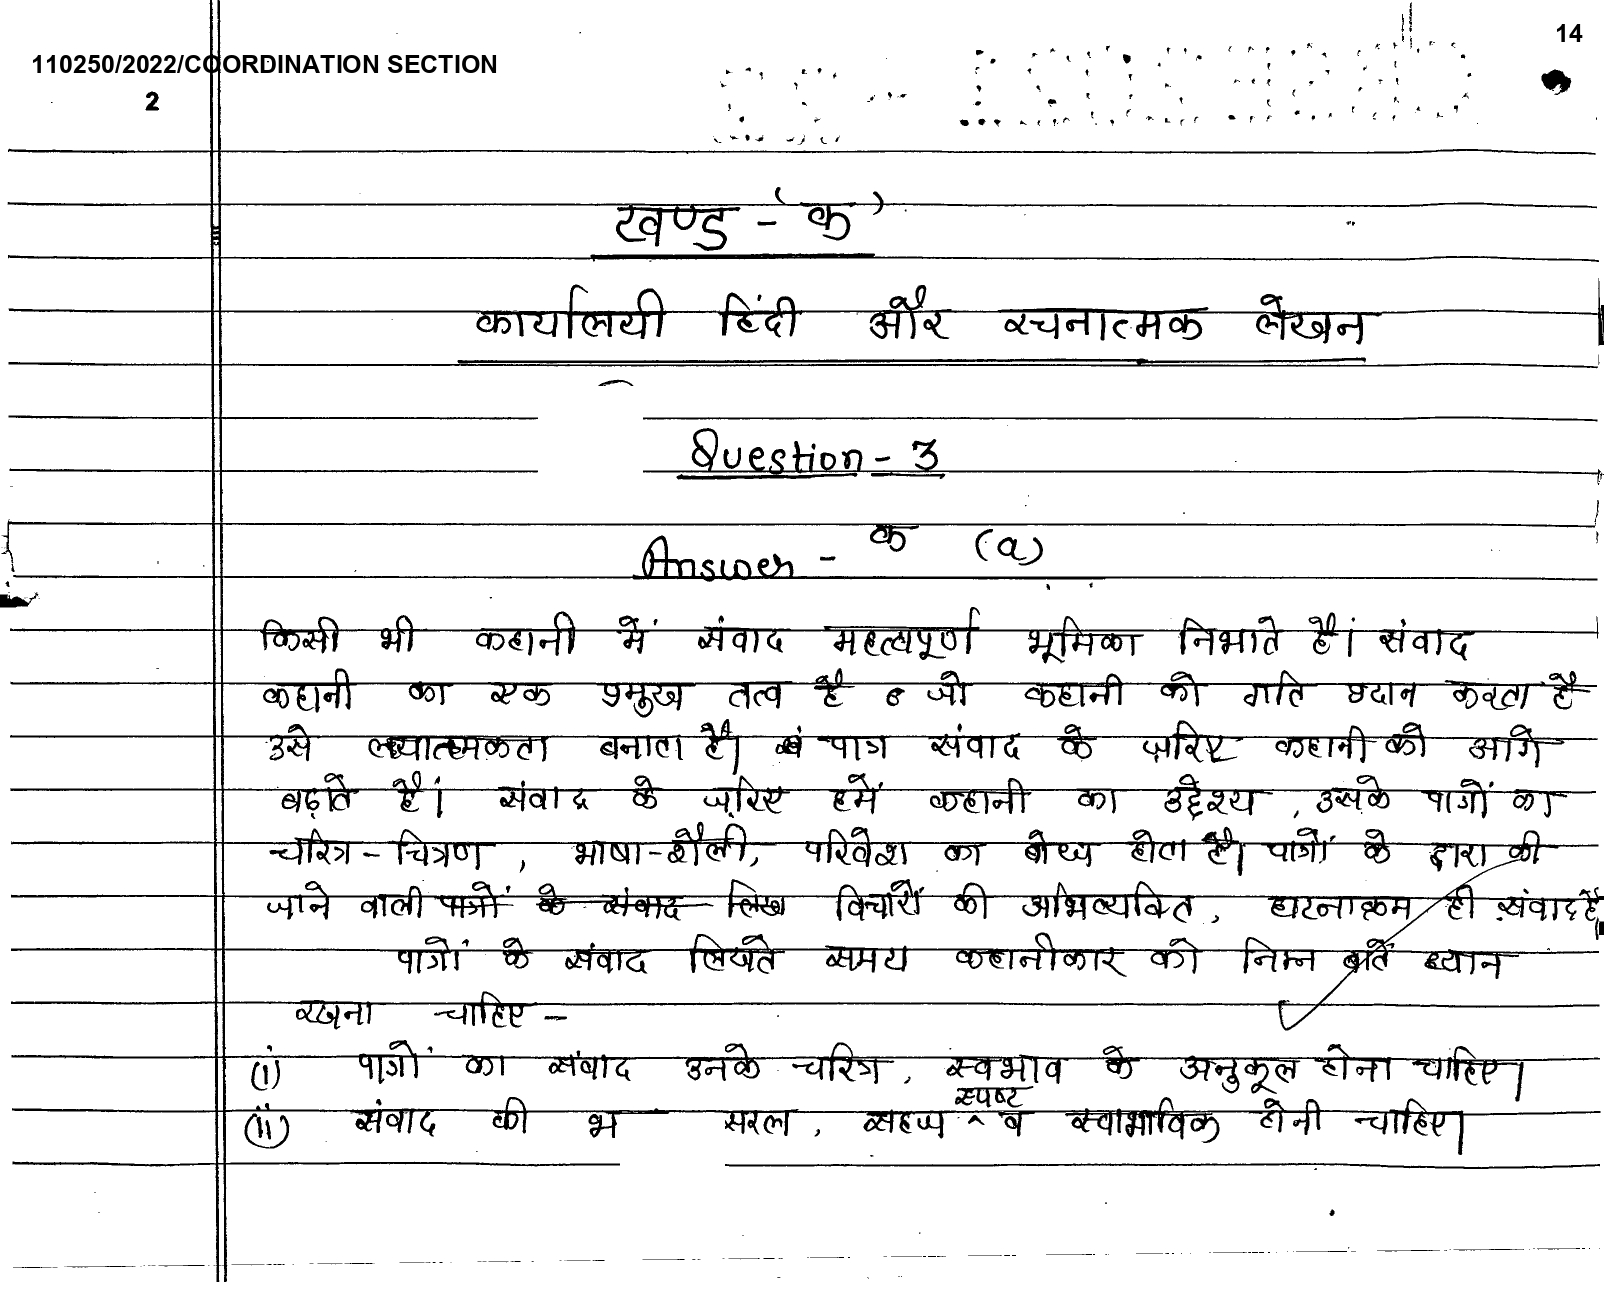 14
110250/2022/COORDINATION SECTION
2
खण्ड - 'क'
कार्यालयी हिंदी और रचनात्मक लेखन
Question - 3
Answer - क (a)
किसी भी कहानी में संवाद महत्वपूर्ण भूमिका निभाते हैं। संवाद
कहानी का एक प्रमुख तत्व है जो कहानी को गति प्रदान करता है
उसे लयात्मकता बनाता है। पात्र संवाद के ज़रिए कहानी को आगे
बढ़ाते हैं। संवाद के ज़रिए हमें कहानी का उद्देश्य, उसके पात्रों का
चरित्र - चित्रण, भाषा-शैली, परिवेश का बोध होता है। पात्रों के द्वारा की
जाने वाली पात्रों के संवाद लिख विचारों की अभिव्यक्ति, घटनाक्रम ही संवाद है
पात्रों के संवाद लिखते समय कहानीकार को निम्न बातें ध्यान
रखना चाहिए -
(i) पात्रों का संवाद उनके चरित्र, स्वभाव के अनुकूल होना चाहिए।
(ii) संवाद की भ सरल, सहज ^ स्पष्ट व स्वाभाविक होनी चाहिए।